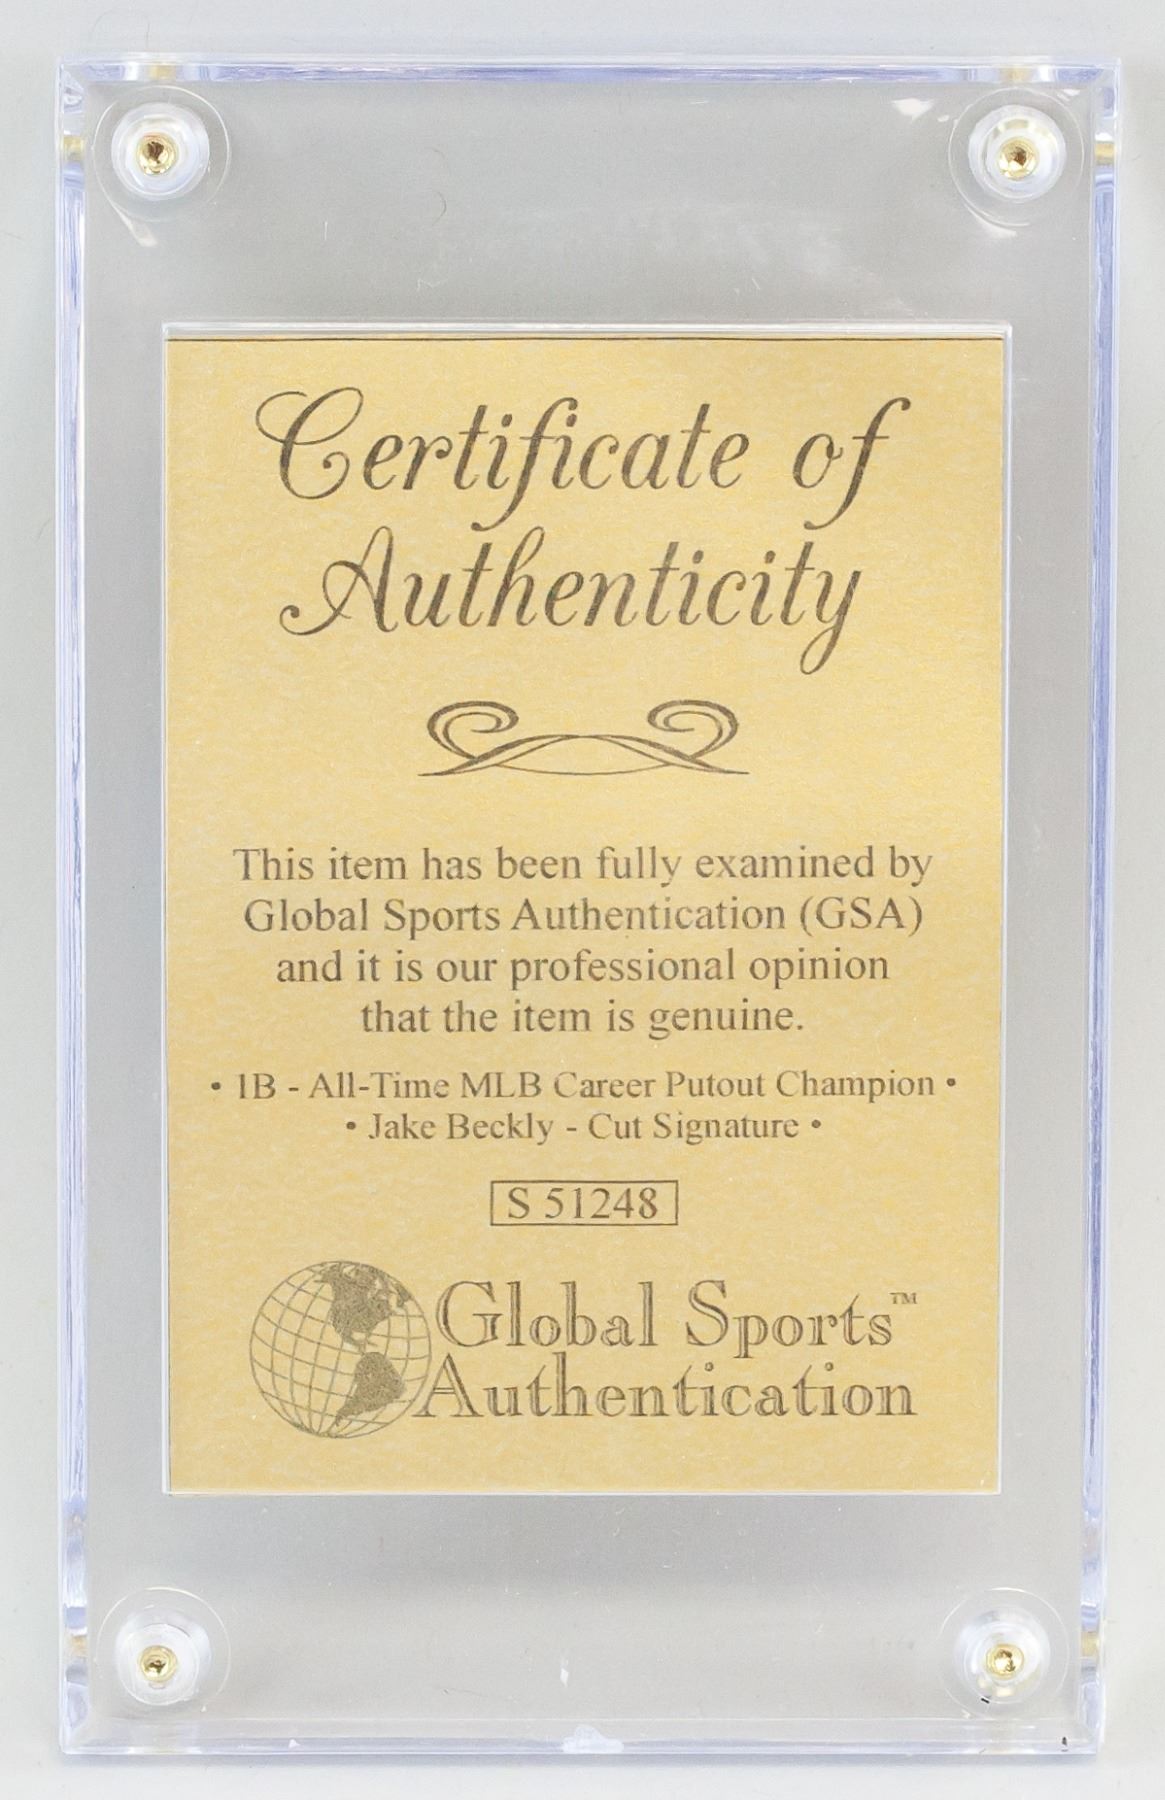 Certificate of
Authenticity
This item has been fully examined by
Global Sports Authentication (GSA)
and it is our professional opinion
that the item is genuine.
• 1B - All-Time MLB Career Putout Champion •
• Jake Beckly - Cut Signature •
S 51248
Global Sports™
Authentication